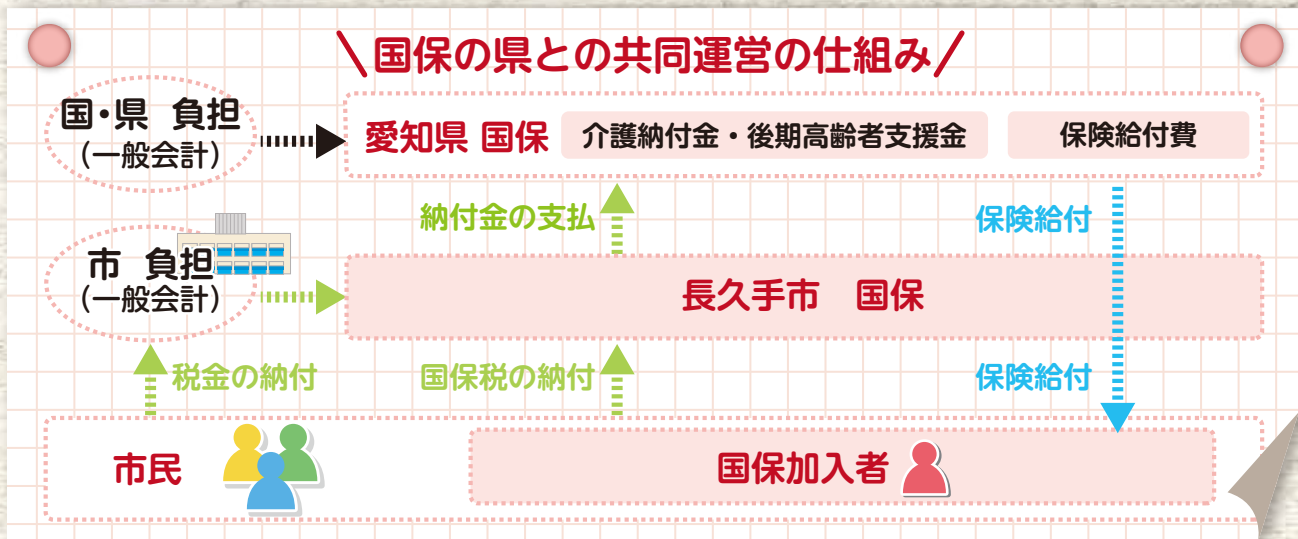 国保の県との共同運営の仕組み
国・県 負担
(一般会計)
愛知県 国保
介護納付金・後期高齢者支援金
保険給付費
納付金の支払
保険給付
市 負担
(一般会計)
長久手市 国保
税金の納付
国保税の納付
保険給付
市民
国保加入者